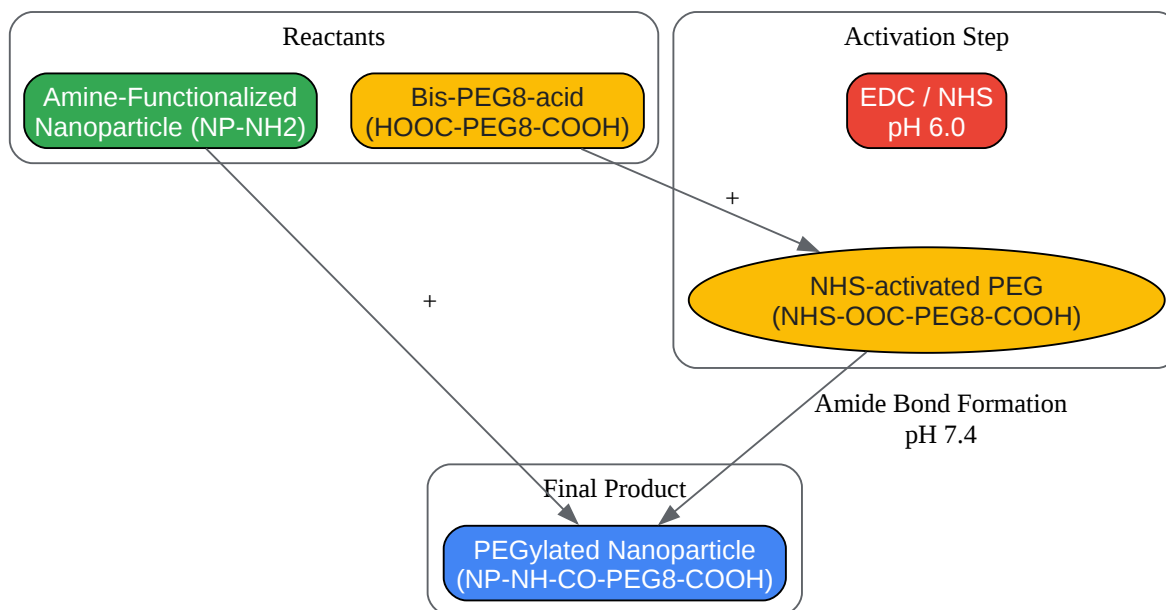 Reactants
Activation Step
Amine-Functionalized
Nanoparticle (NP-NH2)
Bis-PEG8-acid
(HOOC-PEG8-COOH)
EDC / NHS
pH 6.0
+
+
NHS-activated PEG
(NHS-OOC-PEG8-COOH)
Amide Bond Formation
pH 7.4
Final Product
PEGylated Nanoparticle
(NP-NH-CO-PEG8-COOH)